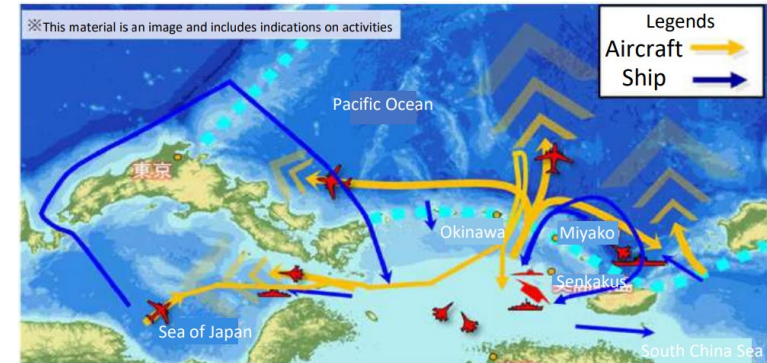 ※This material is an image and includes indications on activities
Legends
Aircraft
Ship
Pacific Ocean
東京
Okinawa
Miyako
Senkakus
Sea of Japan
South China Sea